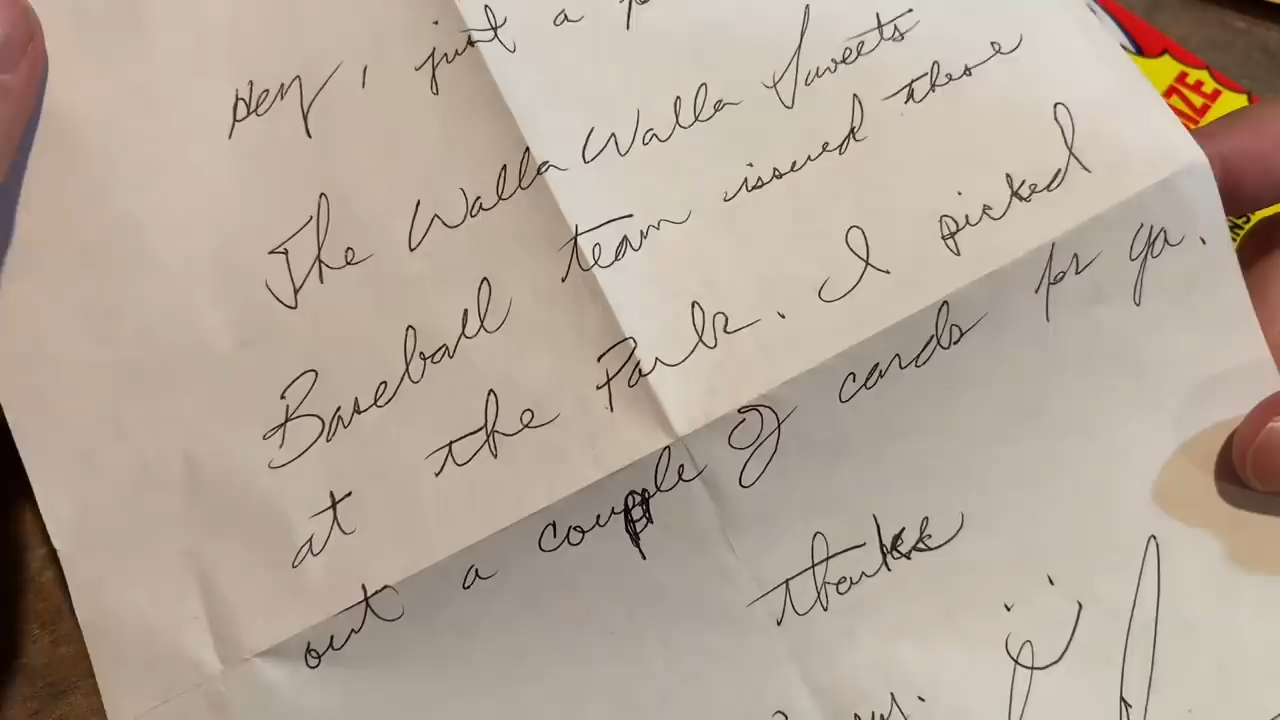 Hey, just a
The Walla Walla Sweets
Baseball team issued these
at the Park. I picked
out a couple of cards for ya.
thanks
IZE